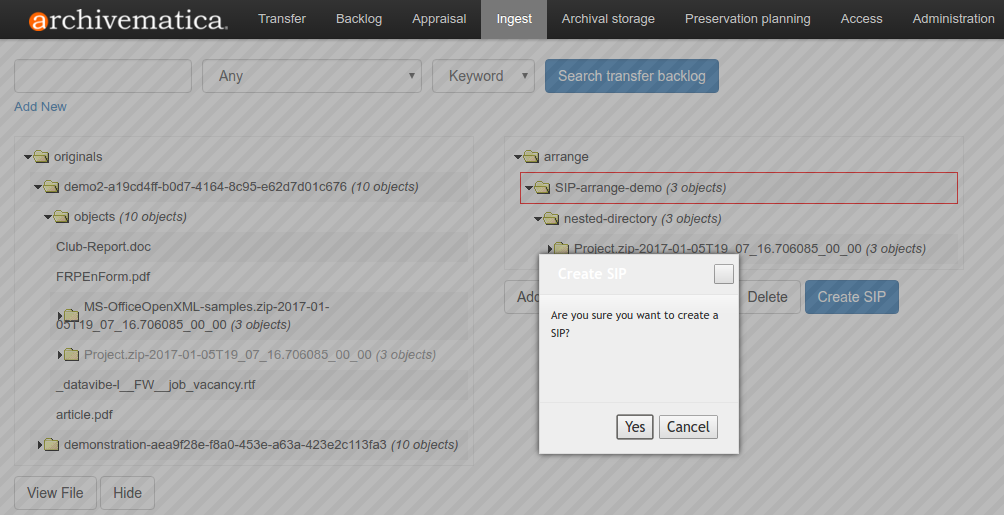 archivematica
Transfer Backlog Appraisal Ingest Archival storage Preservation planning Access Administration
Any Keyword Search transfer backlog
Add New
originals
demo2-a19cd4ff-b0d7-4164-8c95-e62d7d01c676 (10 objects)
objects (10 objects)
Club-Report.doc
FRPEnForm.pdf
MS-OfficeOpenXML-samples.zip-2017-01-
05T19_07_16.706085_00_00 (3 objects)
Project.zip-2017-01-05T19_07_16.706085_00_00 (3 objects)
_datavibe-l__FW__job_vacancy.rtf
article.pdf
demonstration-aea9f28e-f8a0-453e-a63a-423e2c113fa3 (10 objects)
View File Hide
arrange
SIP-arrange-demo (3 objects)
nested-directory (3 objects)
Project.zip-2017-01-05T19_07_16.706085_00_00 (3 objects)
Add Delete Create SIP
Create SIP
Are you sure you want to create a
SIP?
Yes Cancel